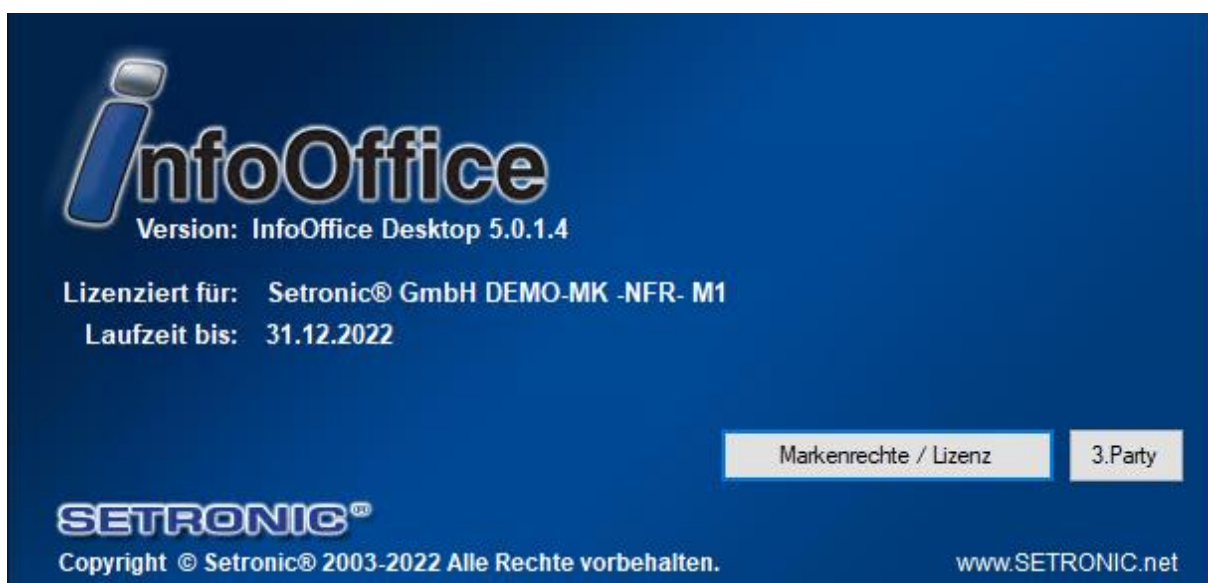 InfoOffice
Version: InfoOffice Desktop 5.0.1.4
Lizenziert für: Setronic® GmbH DEMO-MK -NFR- M1
Laufzeit bis: 31.12.2022
Markenrechte / Lizenz 3.Party
SETRONIC®
Copyright © Setronic® 2003-2022 Alle Rechte vorbehalten. www.SETRONIC.net